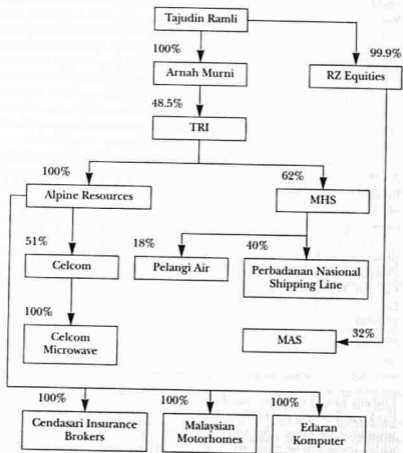 Tajudin Ramli
100%
99.9%
Arnah Murni
RZ Equities
48.5%
TRI
100%
62%
Alpine Resources
MHS
51%
18%
40%
Celcom
Pelangi Air
Perbadanan Nasional
Shipping Line
100%
Celcom
Microwave
MAS
32%
100%
100%
100%
Cendasari Insurance
Brokers
Malaysian
Motorhomes
Edaran
Komputer